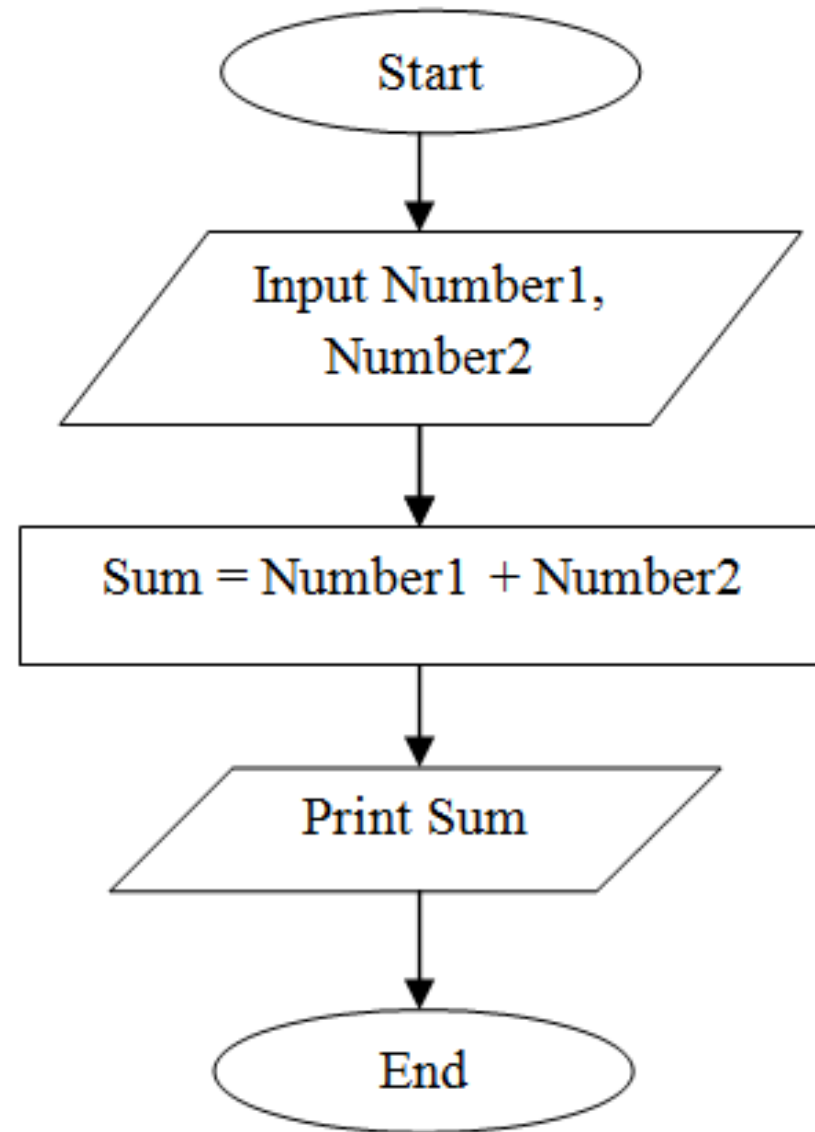 Start
Input Number1,
Number2
Sum = Number1 + Number2
Print Sum
End